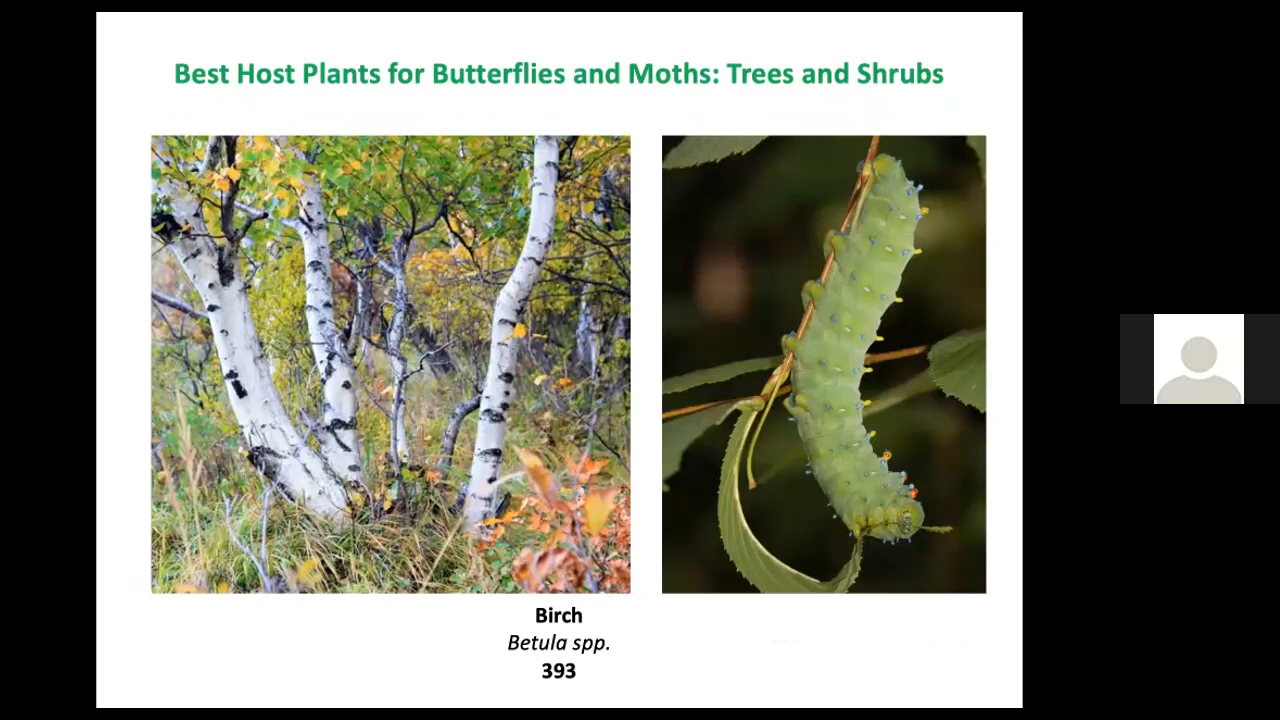 Best Host Plants for Butterflies and Moths: Trees and Shrubs
Birch
Betula spp.
393